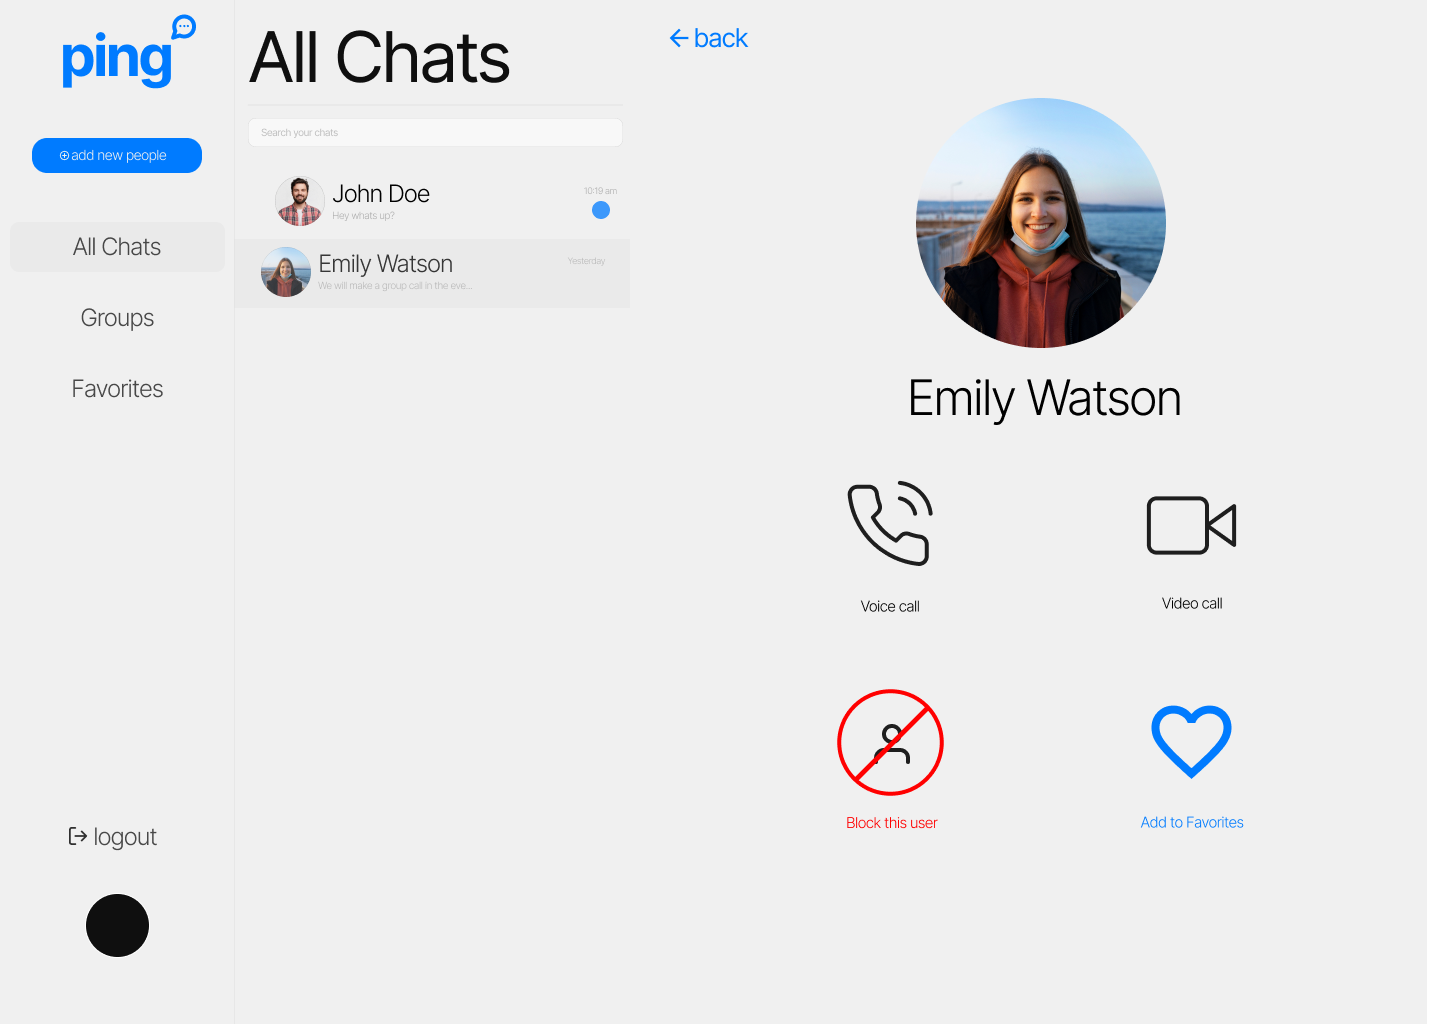 ping
add new people
All Chats
Groups
Favorites
logout
All Chats
Search your chats
John Doe
10:19 am
Hey whats up?
Emily Watson
Yesterday
We will make a group call in the eve...
back
Emily Watson
Voice call
Video call
Block this user
Add to Favorites